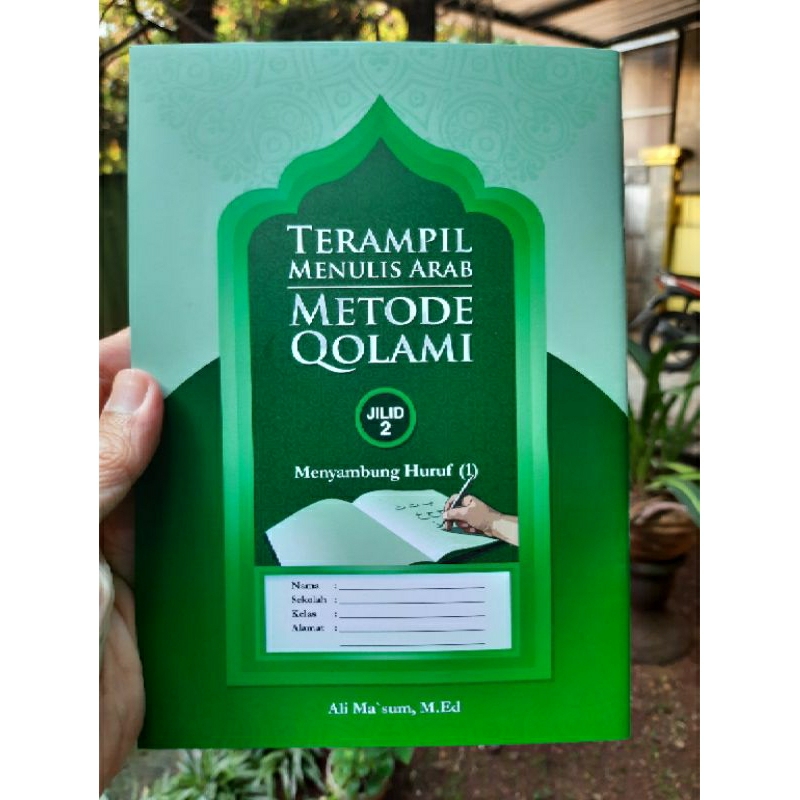 TERAMPIL
MENULIS ARAB
METODE
QOLAMI
JILID
2
Menyambung Huruf (1)
Nama :
Sekolah :
Kelas :
Alamat :
Ali Ma`sum, M.Ed